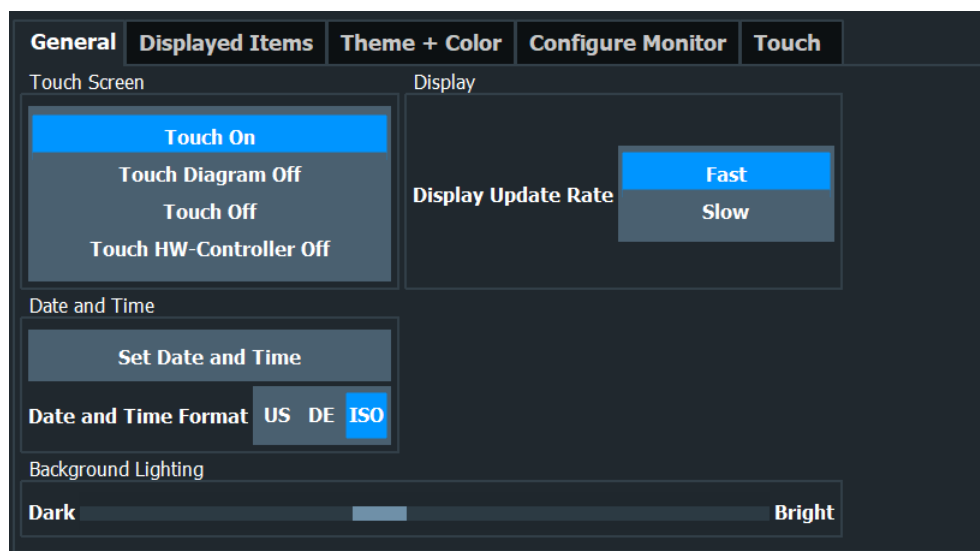 General Displayed Items Theme + Color Configure Monitor Touch
Touch Screen
Touch On
Touch Diagram Off
Touch Off
Touch HW-Controller Off
Display
Display Update Rate
Fast
Slow
Date and Time
Set Date and Time
Date and Time Format US DE ISO
Background Lighting
Dark Bright